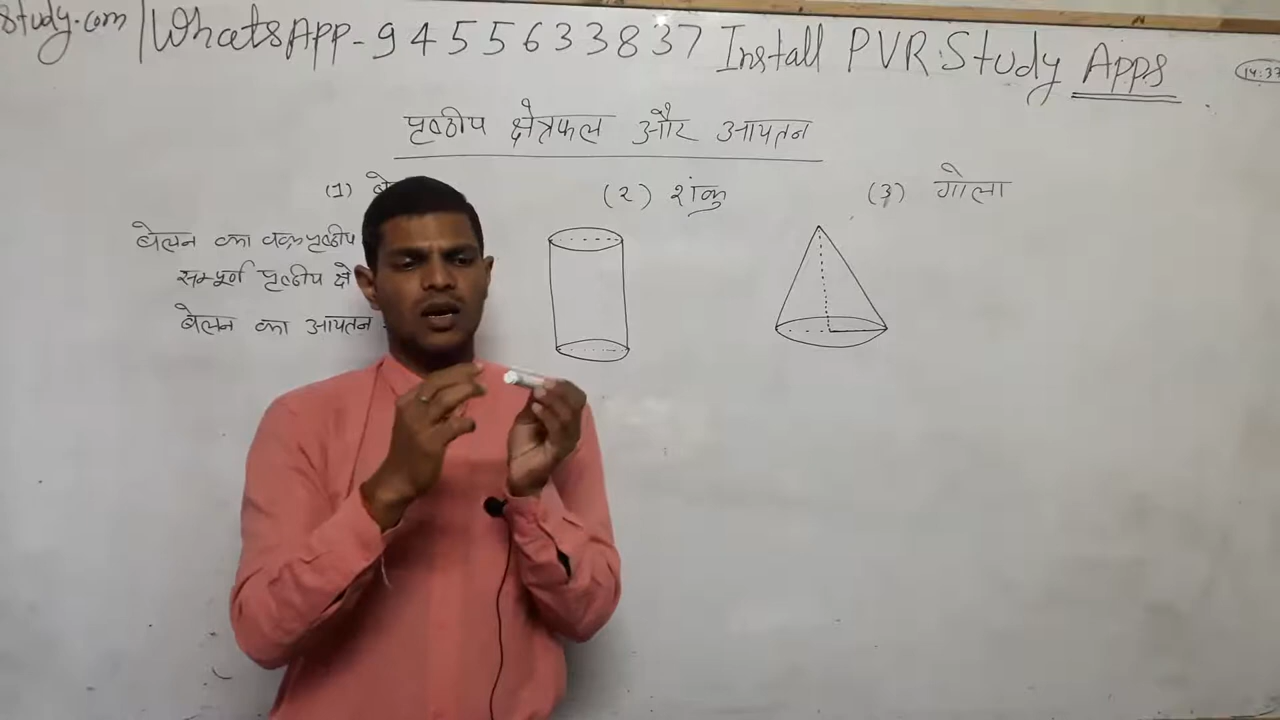 study.com | WhatsApp-9455633837 Install PVR Study Apps
14:37
पृष्ठीय क्षेत्रफल और आयतन
(1) बे
(2) शंकु
(3) गोला
बेलन का वक्रपृष्ठीय
सम्पूर्ण पृष्ठीय क्षे
बेलन का आयतन